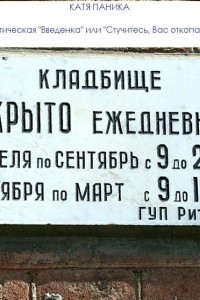 КАТЯ ПАНИКА
тическая "Введенка" или "Стучитесь, Вас откопа
КЛАДБИЩЕ
КРЫТО ЕЖЕДНЕВН
ЕЛЯ ПО СЕНТЯБРЬ С 9 ДО 2
ЯБРЯ ПО МАРТ С 9 ДО 1
ГУП РИТ